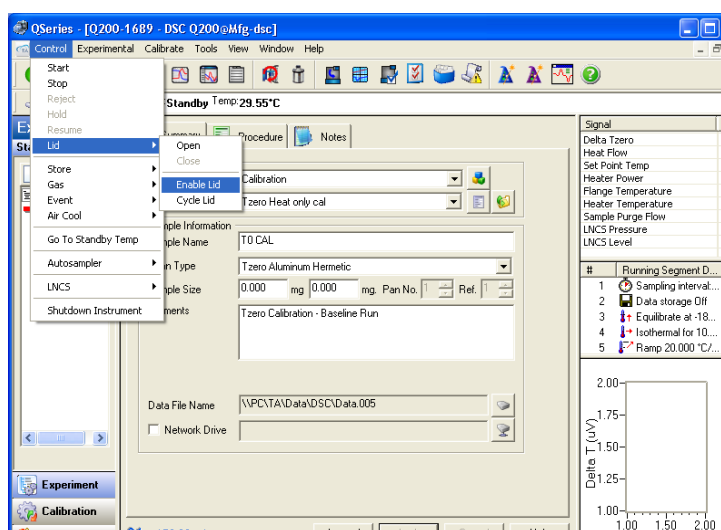 QSeries - [Q200-1689 - DSC Q200@Mfg-dsc]
Control Experimental Calibrate Tools View Window Help
Standby Temp:29.55°C
Start
Stop
Reject
Hold
Resume
Lid
Store
Gas
Event
Air Cool
Go To Standby Temp
Autosampler
LNCS
Shutdown Instrument
Open
Close
Enable Lid
Cycle Lid
Procedure Notes
Calibration
Tzero Heat only cal
Information
Name T0 CAL
Type Tzero Aluminum Hermetic
Size 0.000 mg 0.000 mg. Pan No. 1 Ref. 1
Tzero Calibration - Baseline Run
Data File Name \\PC\TA\Data\DSC\Data.005
Network Drive
Experiment
Calibration
Signal
Delta Tzero
Heat Flow
Set Point Temp
Heater Power
Flange Temperature
Heater Temperature
Sample Purge Flow
LNCS Pressure
LNCS Level
# Running Segment D...
1 Sampling interval:...
2 Data storage Off
3 Equilibrate at -18...
4 Isothermal for 10....
5 Ramp 20.000 °C/...
2.00
1.75
1.50
1.25
1.00
Delta T (uV)
1.00 1.50 2.00